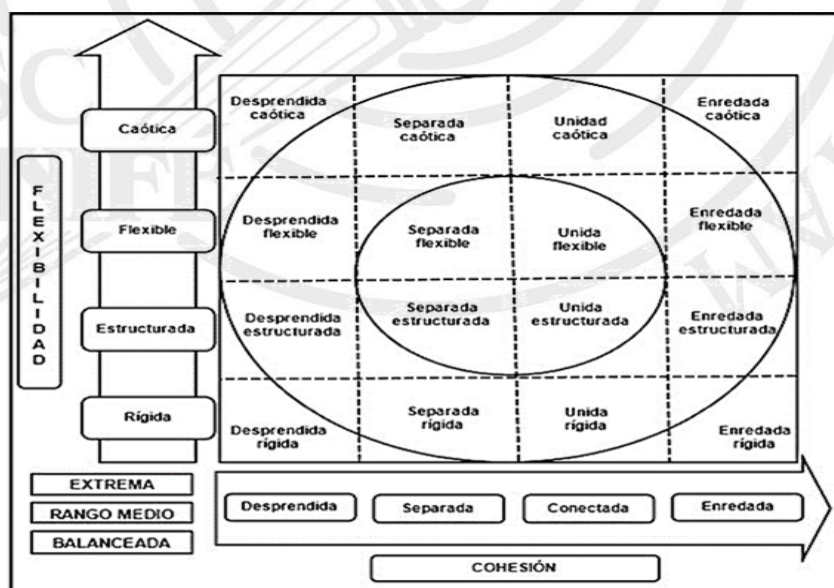 Desprendida
caótica
Separada
caótica
Unidad
caótica
Enredada
caótica
Caótica
FLEXIBILIDAD
Flexible
Desprendida
flexible
Separada
flexible
Unida
flexible
Enredada
flexible
Estructurada
Desprendida
estructurada
Separada
estructurada
Unida
estructurada
Enredada
estructurada
Rígida
Desprendida
rígida
Separada
rígida
Unida
rígida
Enredada
rígida
EXTREMA
RANGO MEDIO
BALANCEADA
Desprendida
Separada
Conectada
Enredada
COHESIÓN